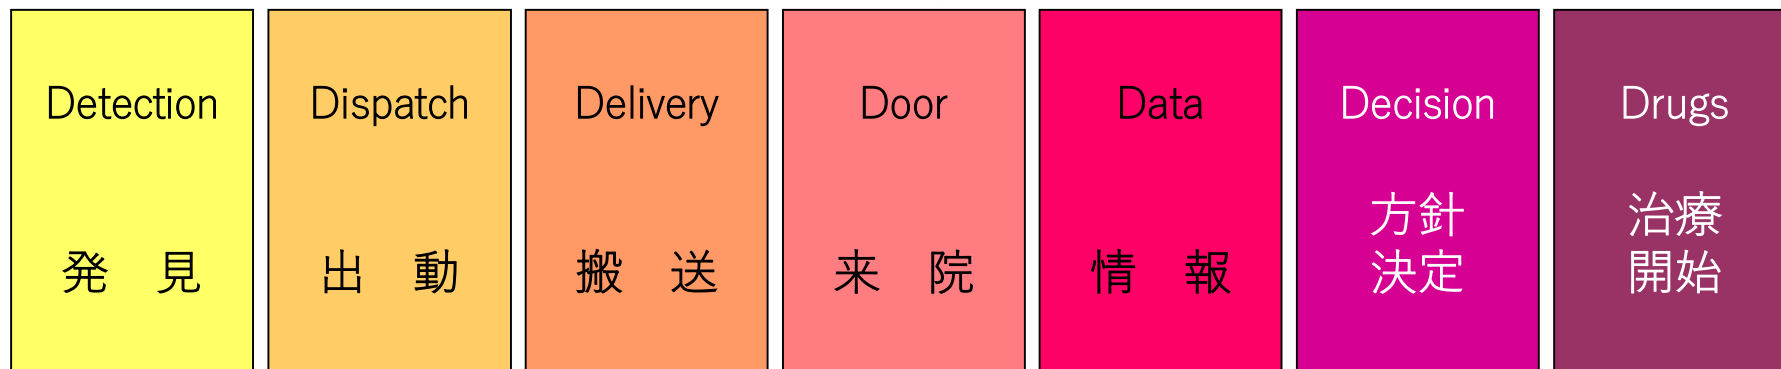 Detection
発　見
Dispatch
出　動
Delivery
搬　送
Door
来　院
Data
情　報
Decision
方針
決定
Drugs
治療
開始